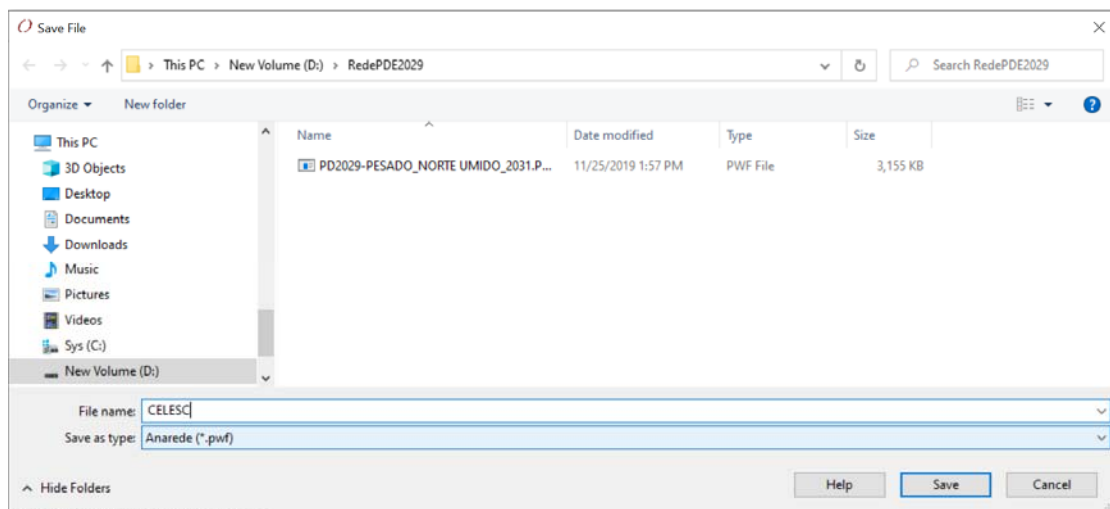 Save File
This PC > New Volume (D:) > RedePDE2029
Search RedePDE2029
Organize
New folder
This PC
3D Objects
Desktop
Documents
Downloads
Music
Pictures
Videos
Sys (C:)
New Volume (D:)
Name Date modified Type Size
PD2029-PESADO_NORTE UMIDO_2031.P... 11/25/2019 1:57 PM PWF File 3,155 KB
File name: CELESC
Save as type: Anarede (*.pwf)
Hide Folders
Help
Save
Cancel